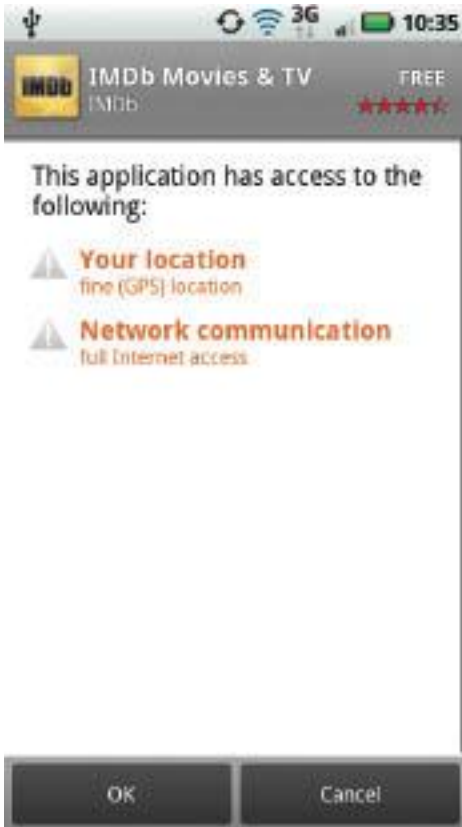 3G
10:35
IMDb
IMDb Movies & TV
FREE
IMDb
This application has access to the
following:
Your location
fine (GPS) location
Network communication
full Internet access
OK
Cancel